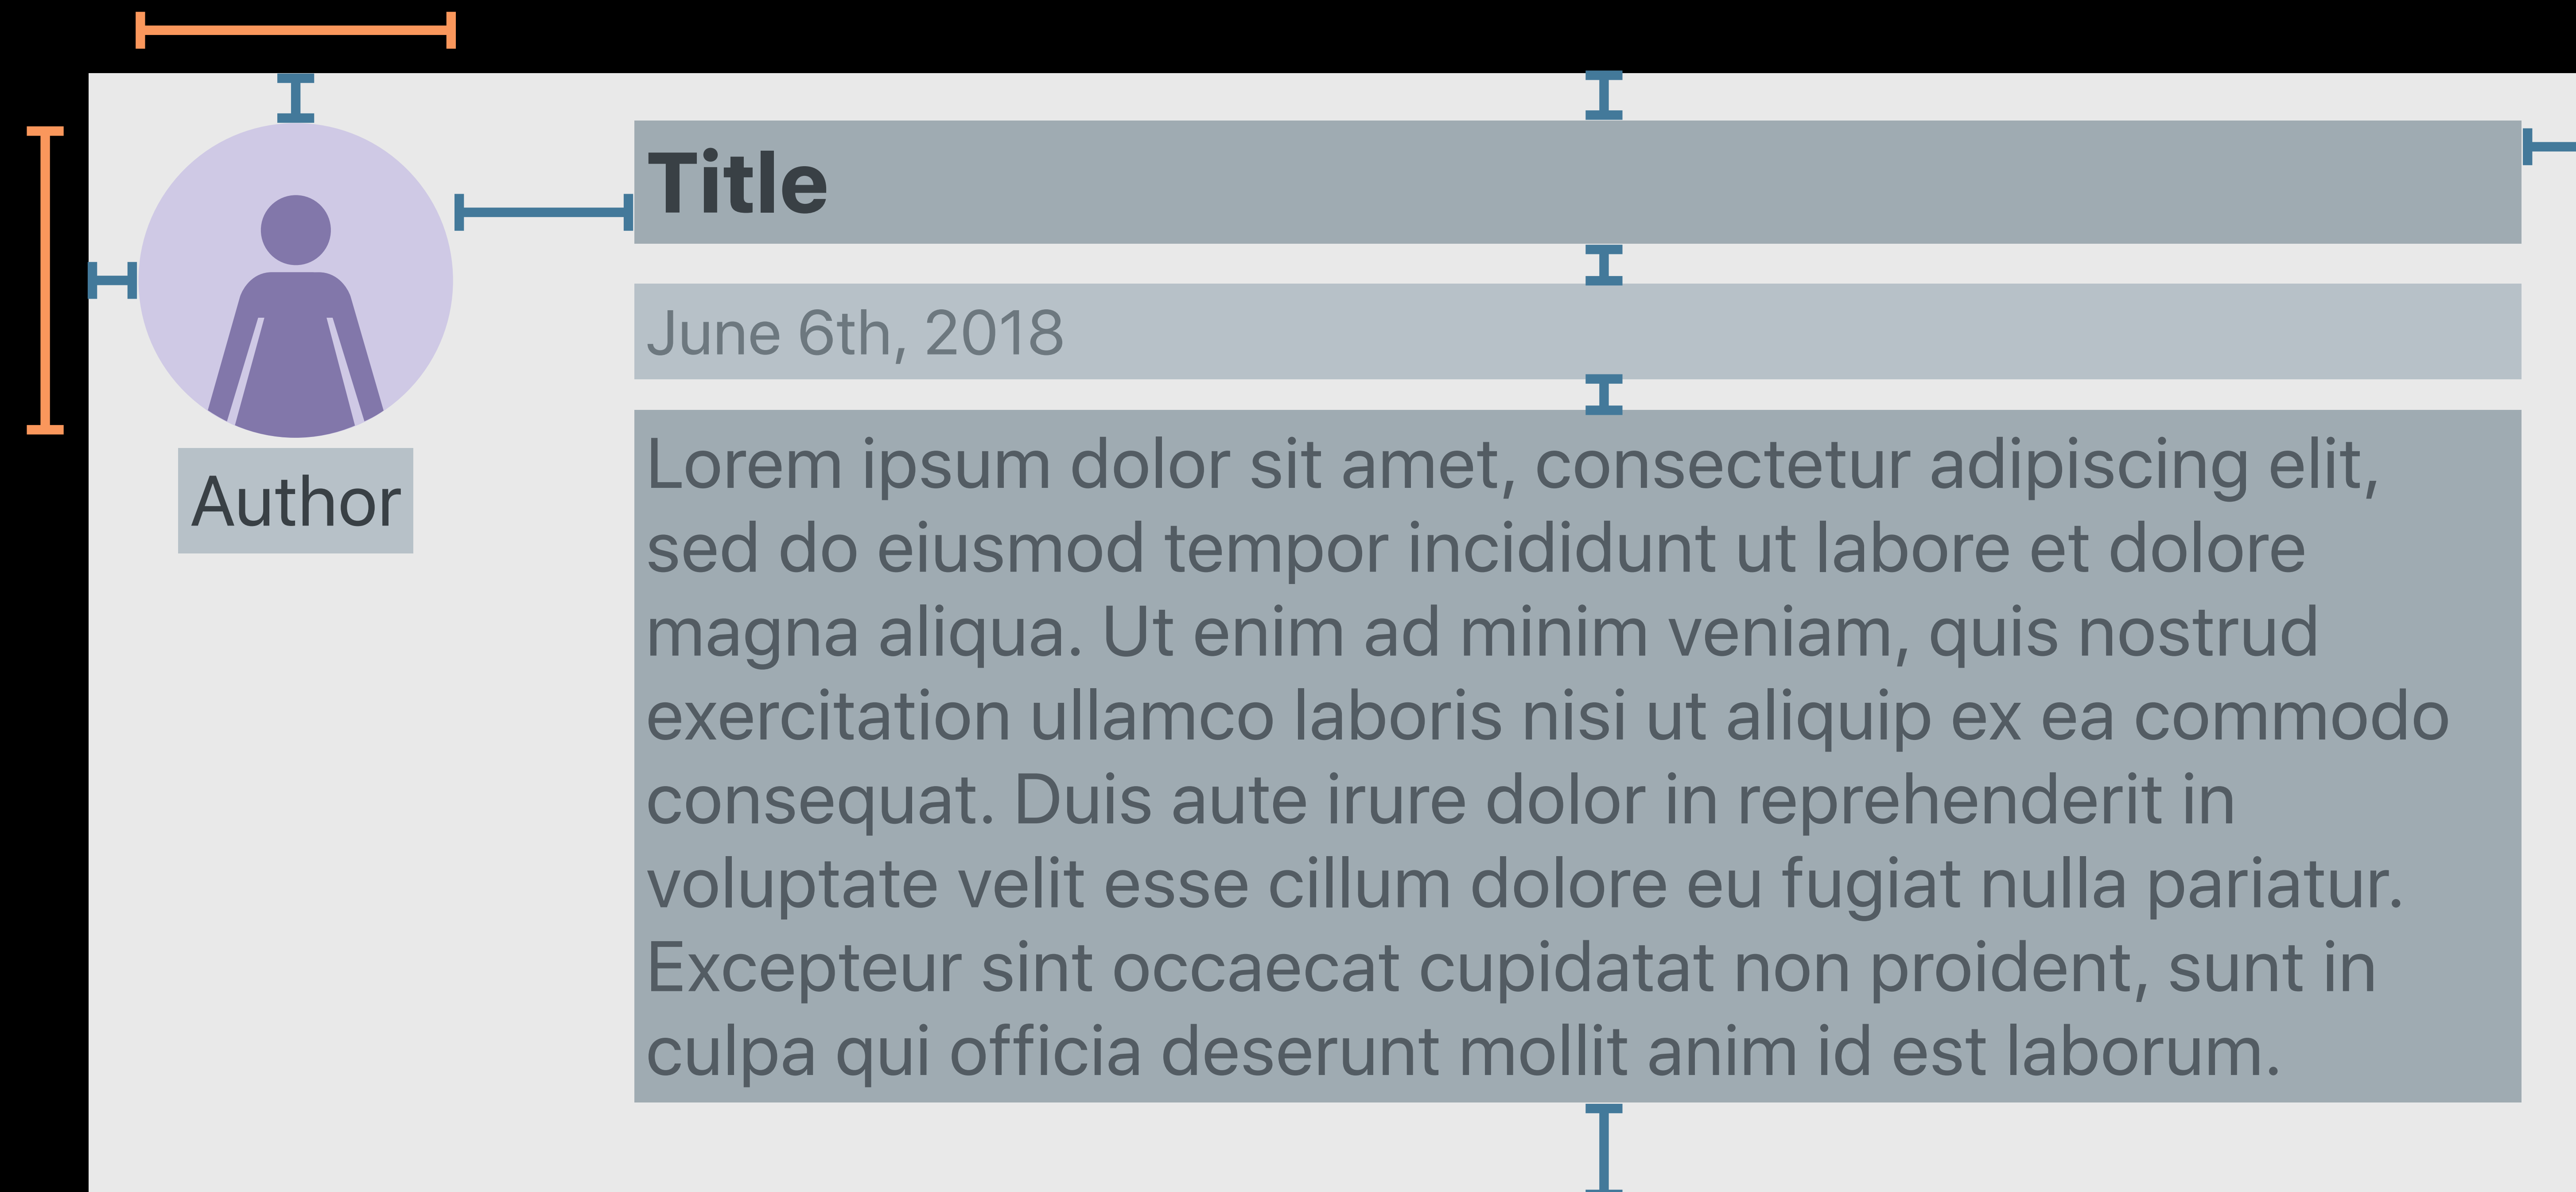 Title
June 6th, 2018
Author
Lorem ipsum dolor sit amet, consectetur adipiscing elit,
sed do eiusmod tempor incididunt ut labore et dolore
magna aliqua. Ut enim ad minim veniam, quis nostrud
exercitation ullamco laboris nisi ut aliquip ex ea commodo
consequat. Duis aute irure dolor in reprehenderit in
voluptate velit esse cillum dolore eu fugiat nulla pariatur.
Excepteur sint occaecat cupidatat non proident, sunt in
culpa qui officia deserunt mollit anim id est laborum.